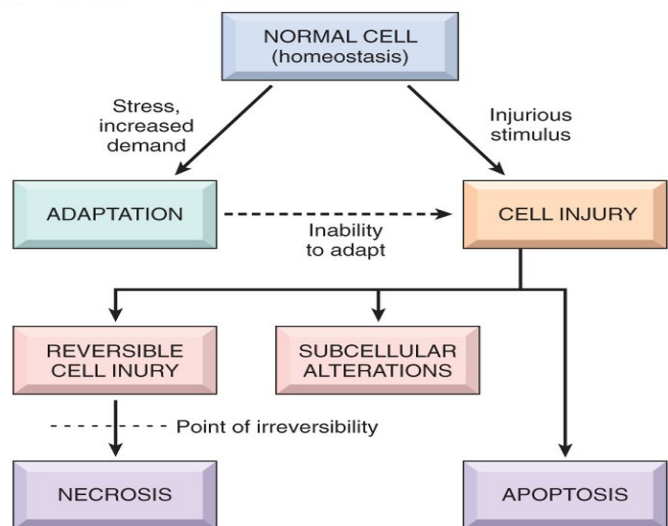 NORMAL CELL
(homeostasis)
Stress,
increased
demand
Injurious
stimulus
ADAPTATION
Inability
to adapt
CELL INJURY
REVERSIBLE
CELL INUURY
SUBCELLULAR
ALTERATIONS
Point of irreversibility
NECROSIS
APOPTOSIS